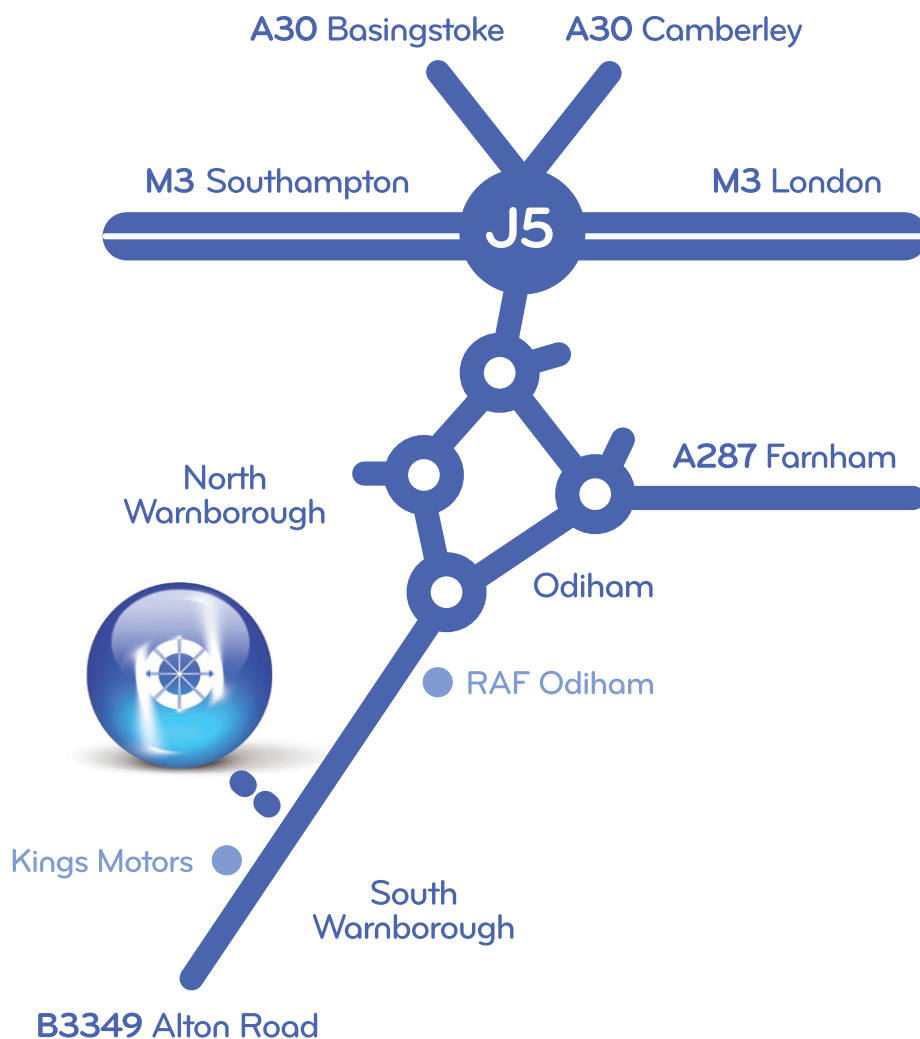 A30 Basingstoke
A30 Camberley
M3 Southampton
M3 London
J5
A287 Farnham
North
Warnborough
Odiham
RAF Odiham
Kings Motors
South
Warnborough
B3349 Alton Road